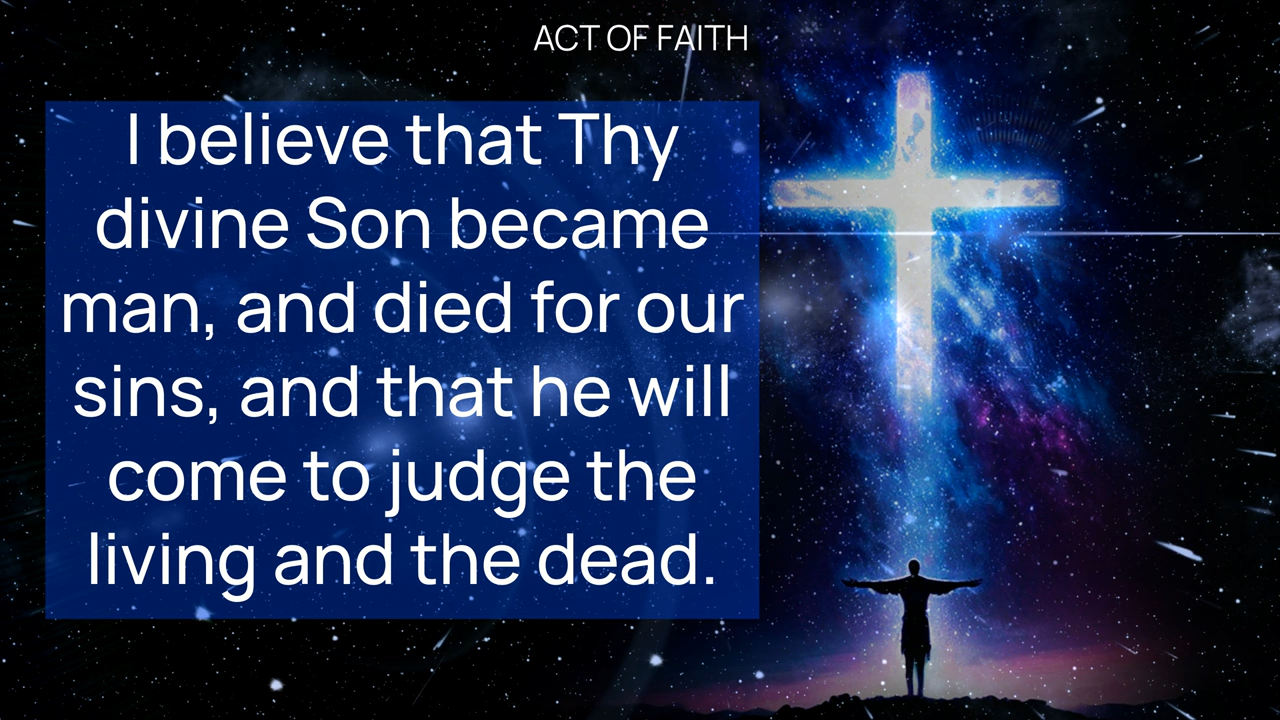 ACT OF FAITH
I believe that Thy
divine Son became
man, and died for our
sins, and that he will
come to judge the
living and the dead.